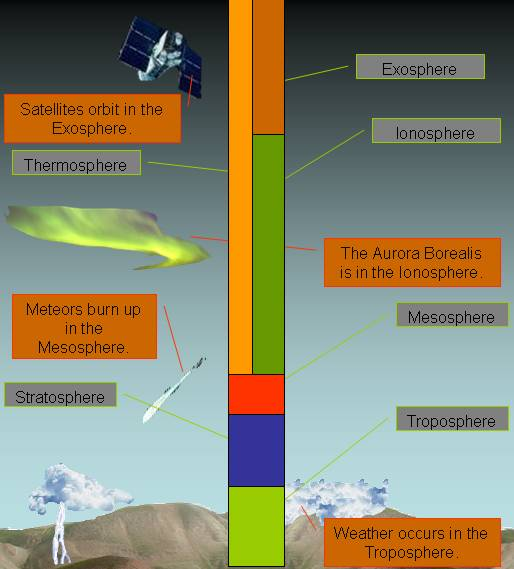 Exosphere
Satellites orbit in the
Exosphere.
Ionosphere
Thermosphere
The Aurora Borealis
is in the Ionosphere.
Meteors burn up
in the
Mesosphere.
Mesosphere
Stratosphere
Troposphere
Weather occurs in the
Troposphere.